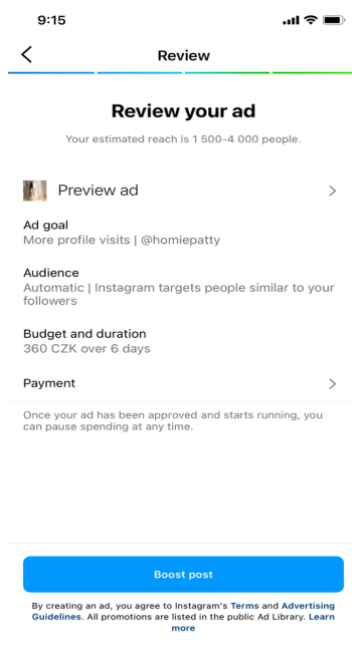 9:15
Review
Review your ad
Your estimated reach is 1 500-4 000 people.
Preview ad
Ad goal
More profile visits | @homiepatty
Audience
Automatic | Instagram targets people similar to your
followers
Budget and duration
360 CZK over 6 days
Payment
Once your ad has been approved and starts running, you
can pause spending at any time.
Boost post
By creating an ad, you agree to Instagram's Terms and Advertising
Guidelines. All promotions are listed in the public Ad Library. Learn
more